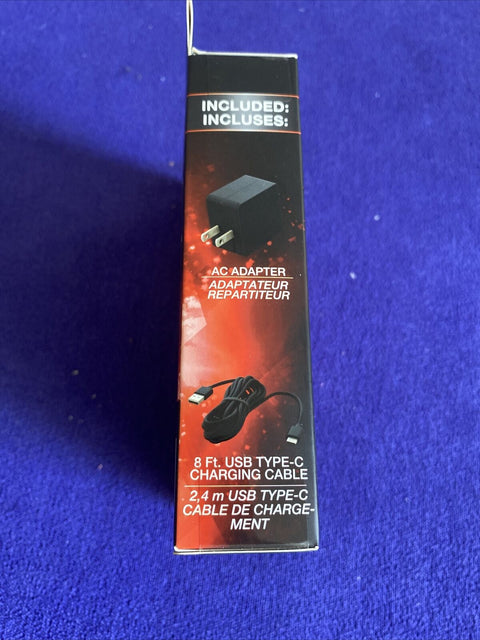 INCLUDED:
INCLUSES:
AC ADAPTER
ADAPTATEUR
REPARTITEUR
8 Ft. USB TYPE-C
CHARGING CABLE
2,4 m USB TYPE-C
CABLE DE CHARGE-
MENT